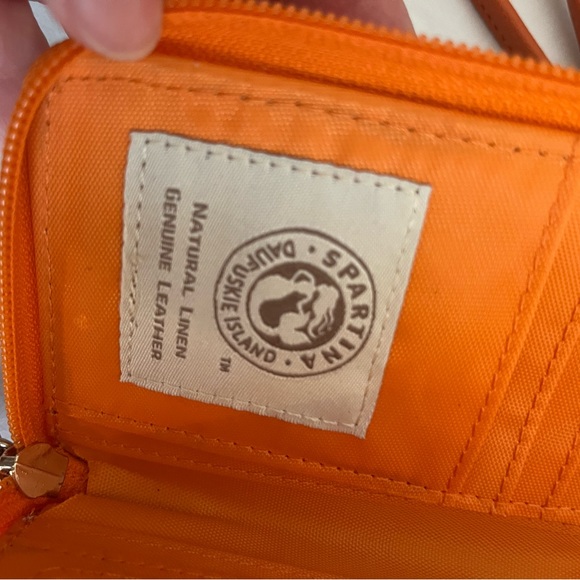 SPARTINA
· DAUFUSKIE ISLAND ·
™
NATURAL LINEN
GENUINE LEATHER